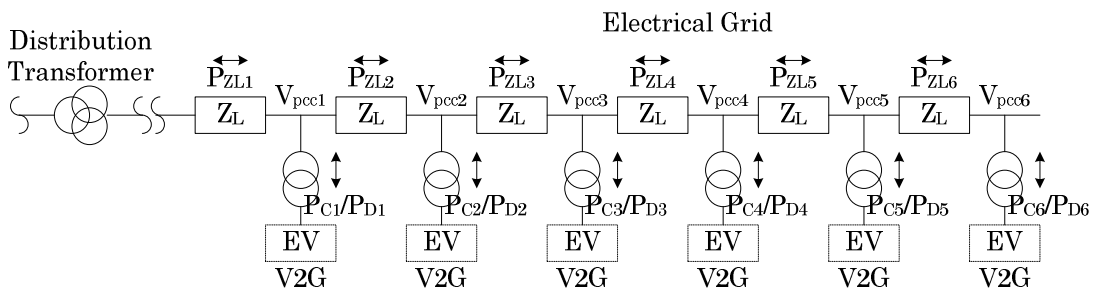 Electrical Grid
Distribution
Transformer
PZL1 PZL2 PZL3 PZL4 PZL5 PZL6
Vpcc1 Vpcc2 Vpcc3 Vpcc4 Vpcc5 Vpcc6
ZL ZL ZL ZL ZL ZL
PC1/PD1 PC2/PD2 PC3/PD3 PC4/PD4 PC5/PD5 PC6/PD6
EV EV EV EV EV EV
V2G V2G V2G V2G V2G V2G